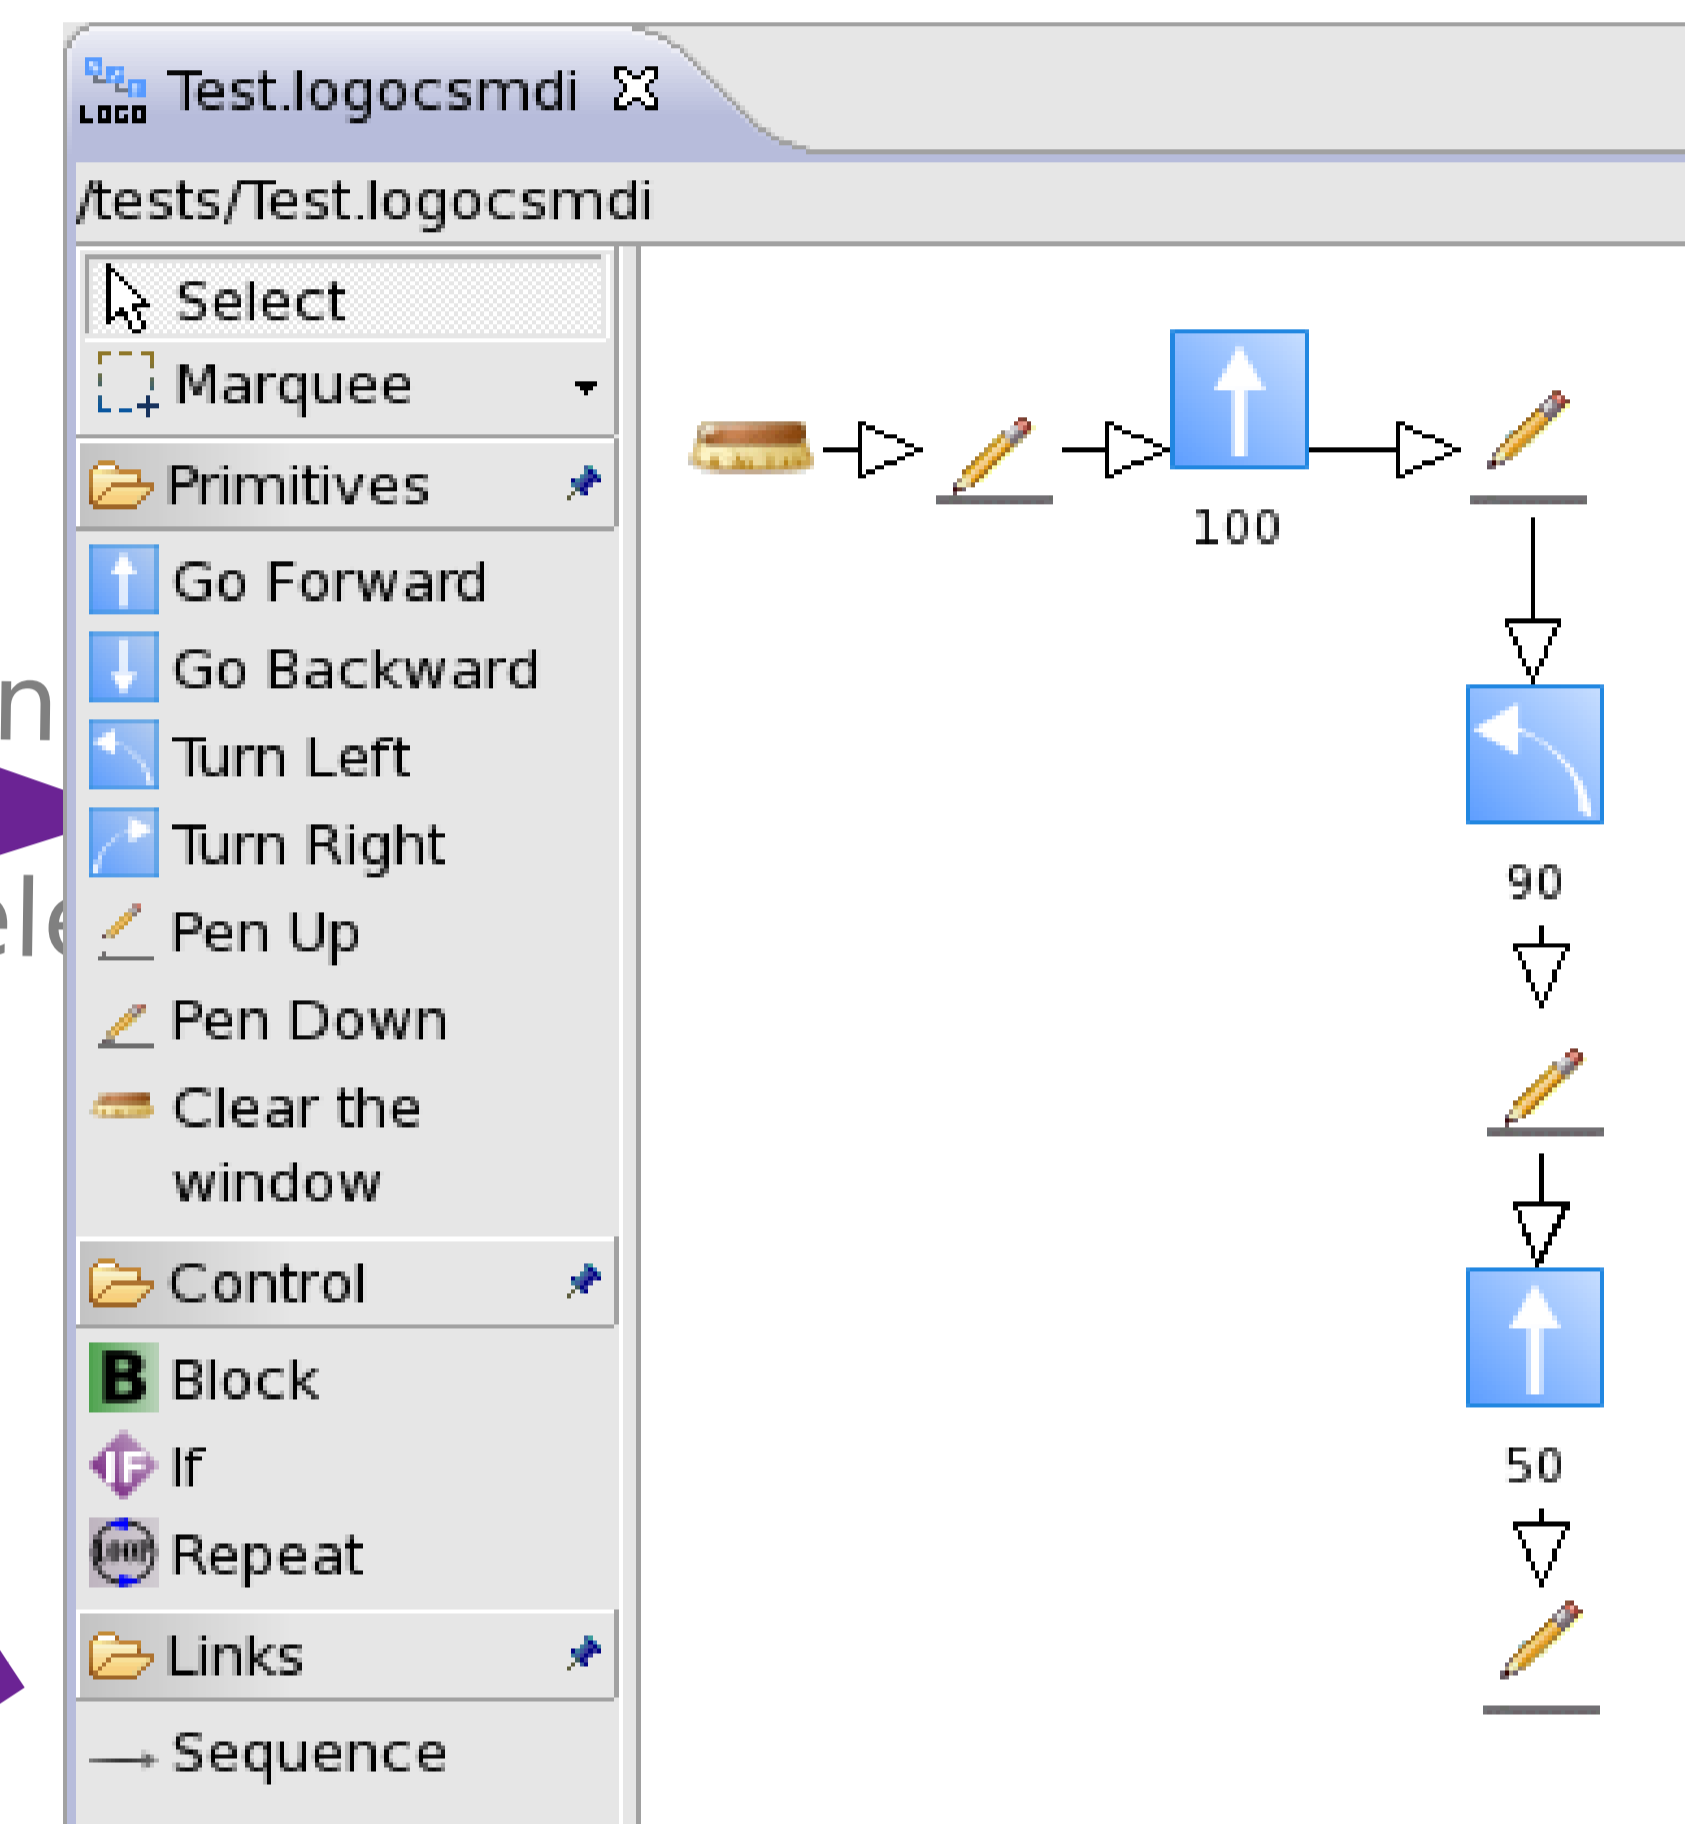 LOGO
Test.logocsmdi
/tests/Test.logocsmdi
Select
Marquee
Primitives
Go Forward
Go Backward
Turn Left
Turn Right
Pen Up
Pen Down
Clear the
window
Control
B Block
IF If
Repeat
Links
Sequence
100
90
50